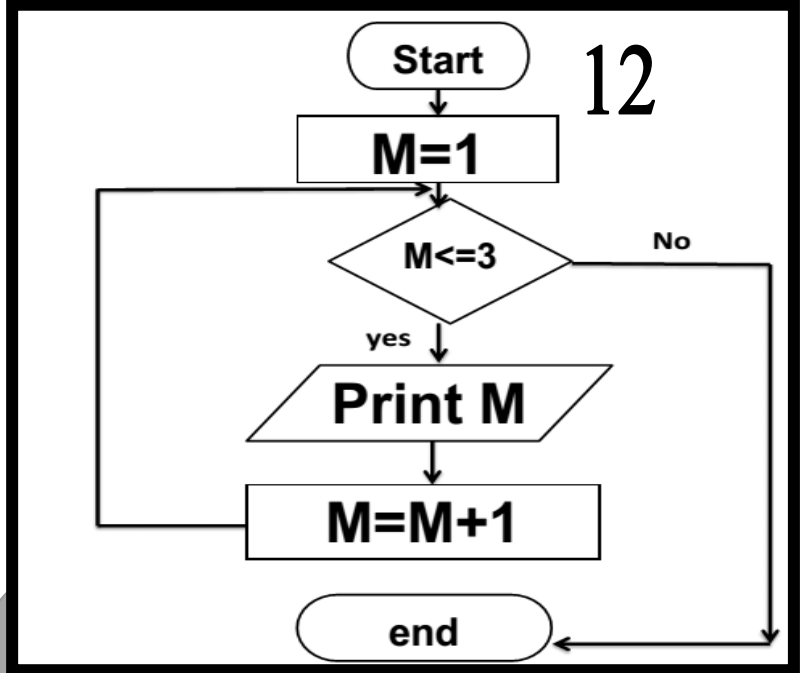 Start
12
M=1
M<=3
No
yes
Print M
M=M+1
end